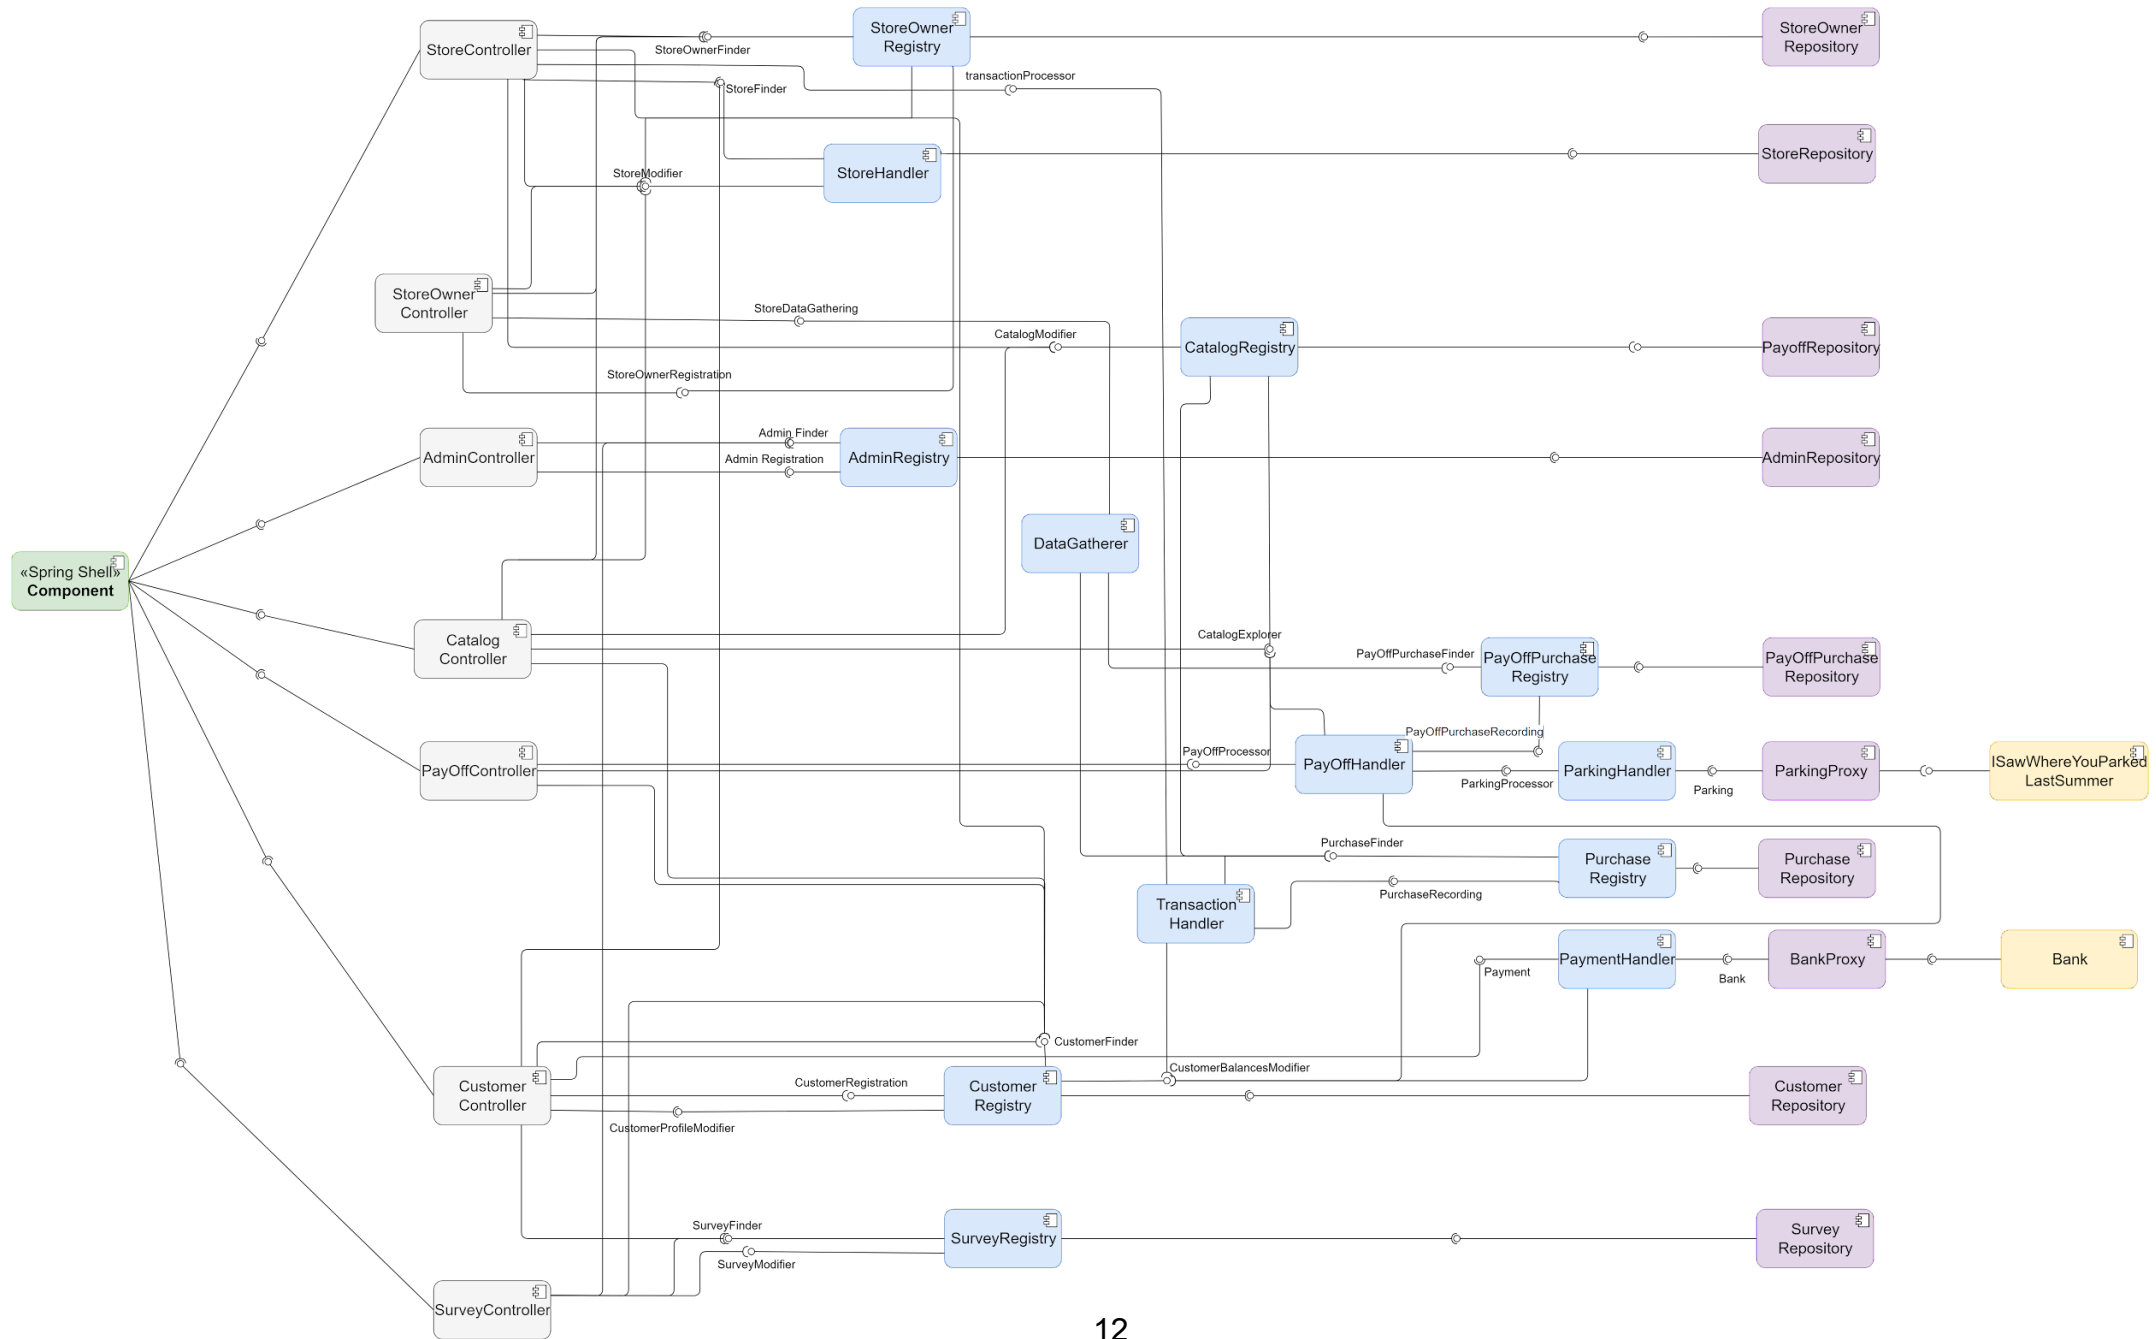 StoreController
StoreOwnerFinder
StoreOwner
Registry
StoreOwner
Repository
transactionProcessor
StoreFinder
StoreModifier
StoreHandler
StoreRepository
StoreOwner
Controller
StoreDataGathering
CatalogModifier
CatalogRegistry
PayoffRepository
StoreOwnerRegistration
AdminController
Admin Finder
Admin Registration
AdminRegistry
AdminRepository
DataGatherer
«Spring Shell»
Component
Catalog
Controller
CatalogExplorer
PayOffPurchaseFinder
PayOffPurchase
Registry
PayOffPurchase
Repository
PayOffController
PayOffProcessor
PayOffHandler
PayOffPurchaseRecording
ParkingProcessor
ParkingHandler
Parking
ParkingProxy
ISawWhereYouParked
LastSummer
PurchaseFinder
Purchase
Registry
Purchase
Repository
PurchaseRecording
Transaction
Handler
Payment
PaymentHandler
Bank
BankProxy
Bank
CustomerFinder
CustomerBalancesModifier
Customer
Controller
CustomerRegistration
CustomerProfileModifier
Customer
Registry
Customer
Repository
SurveyFinder
SurveyModifier
SurveyRegistry
Survey
Repository
SurveyController
12